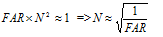 FAR × N² ≈ 1 => N ≈ √(1/FAR)